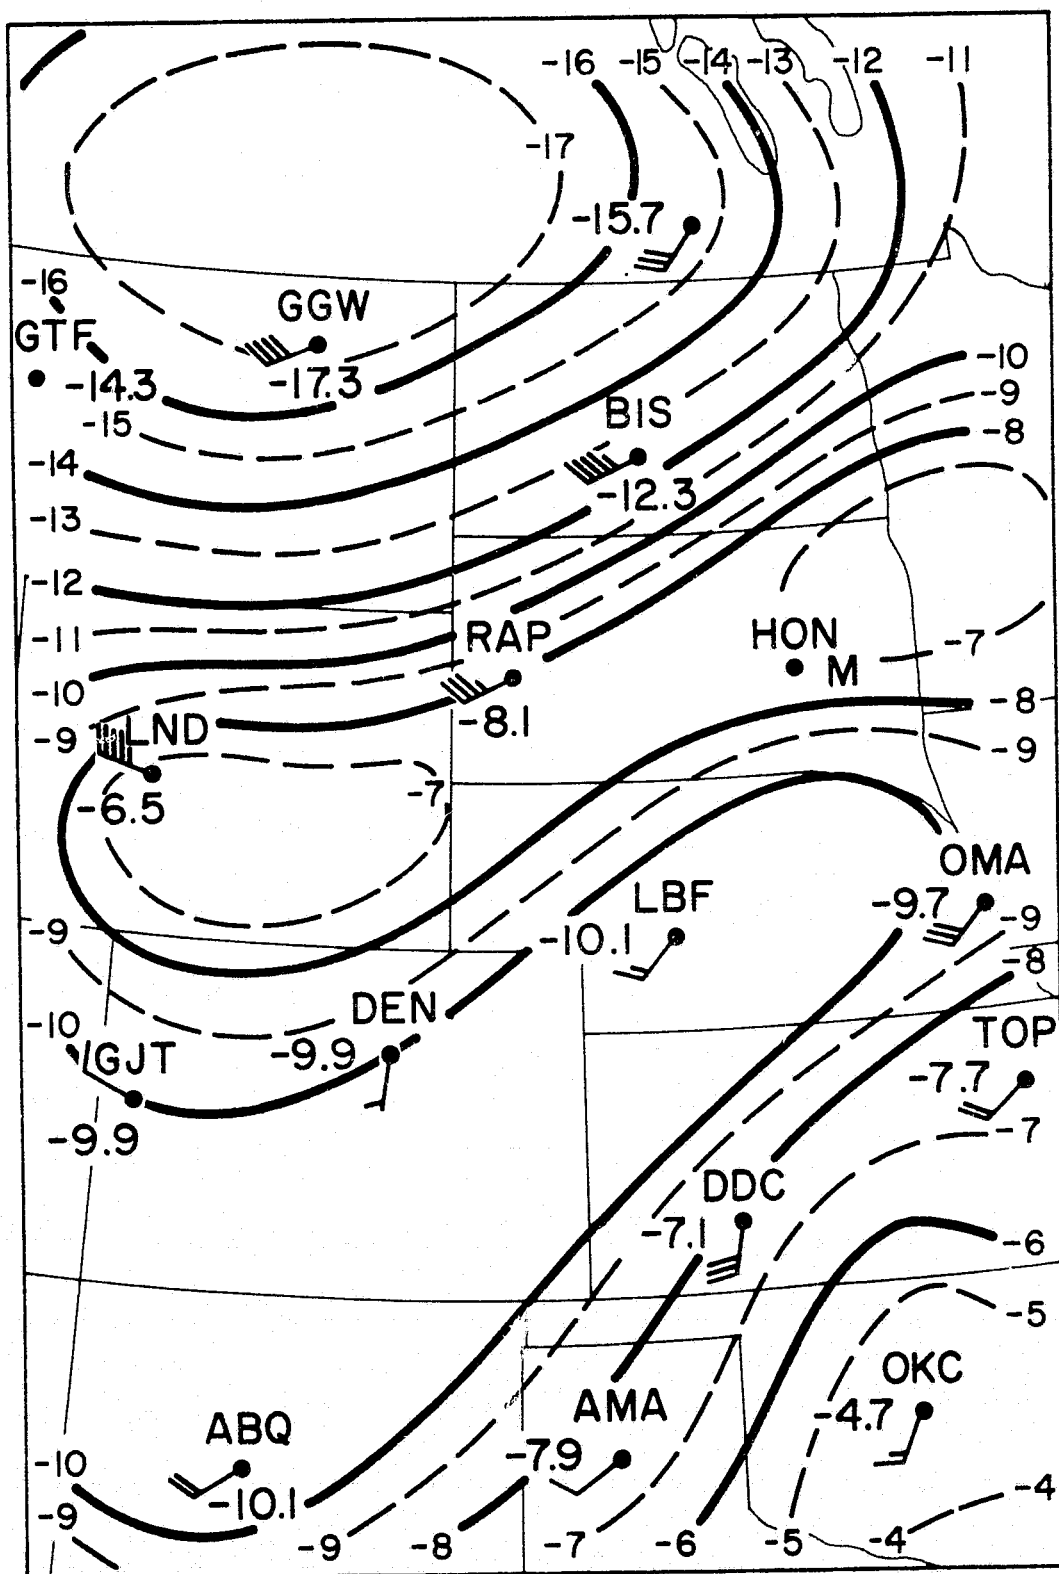 -16 -15 -14 -13 -12 -11
-17
-15.7
-16
GGW
GTF
-14.3
-17.3
-10
-9
-15
BIS
-8
-14
-12.3
-13
-12
-11
RAP
HON
-7
-10
M
-8
-9
LND
-8.1
-9
-6.5
-7
OMA
LBF
-9.7
-9
-9
-10.1
-8
-10
DEN
TOP
GJT
-9.9
-7.7
-9.9
-7
DDC
-7.1
-6
-5
OKC
AMA
-4.7
ABQ
-7.9
-10
-10.1
-4
-9
-9 -8 -7 -6 -5 -4